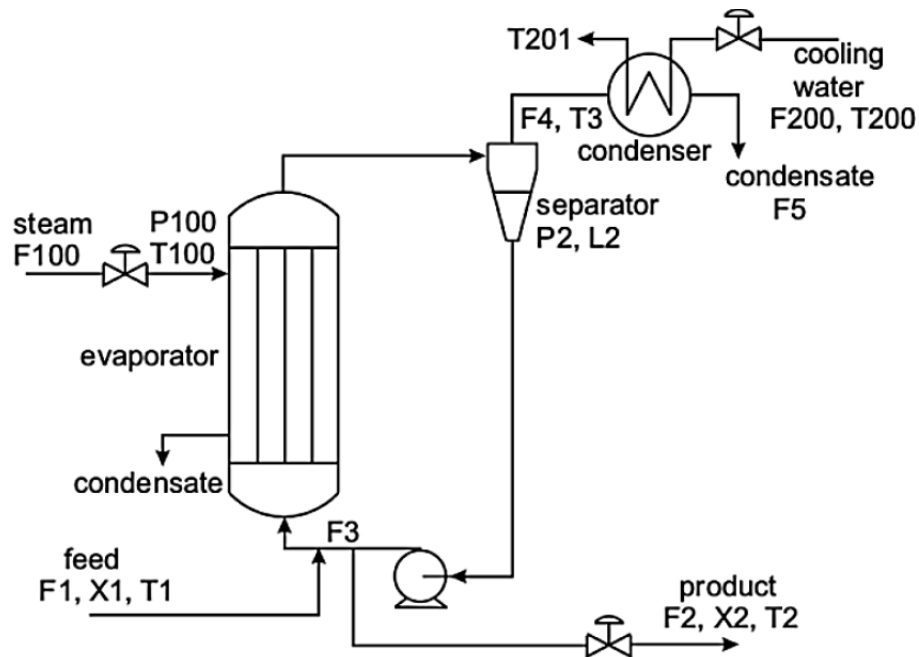 T201
cooling
water
F200, T200
F4, T3
condenser
condensate
F5
separator
P2, L2
steam
F100
P100
T100
evaporator
condensate
F3
feed
F1, X1, T1
product
F2, X2, T2